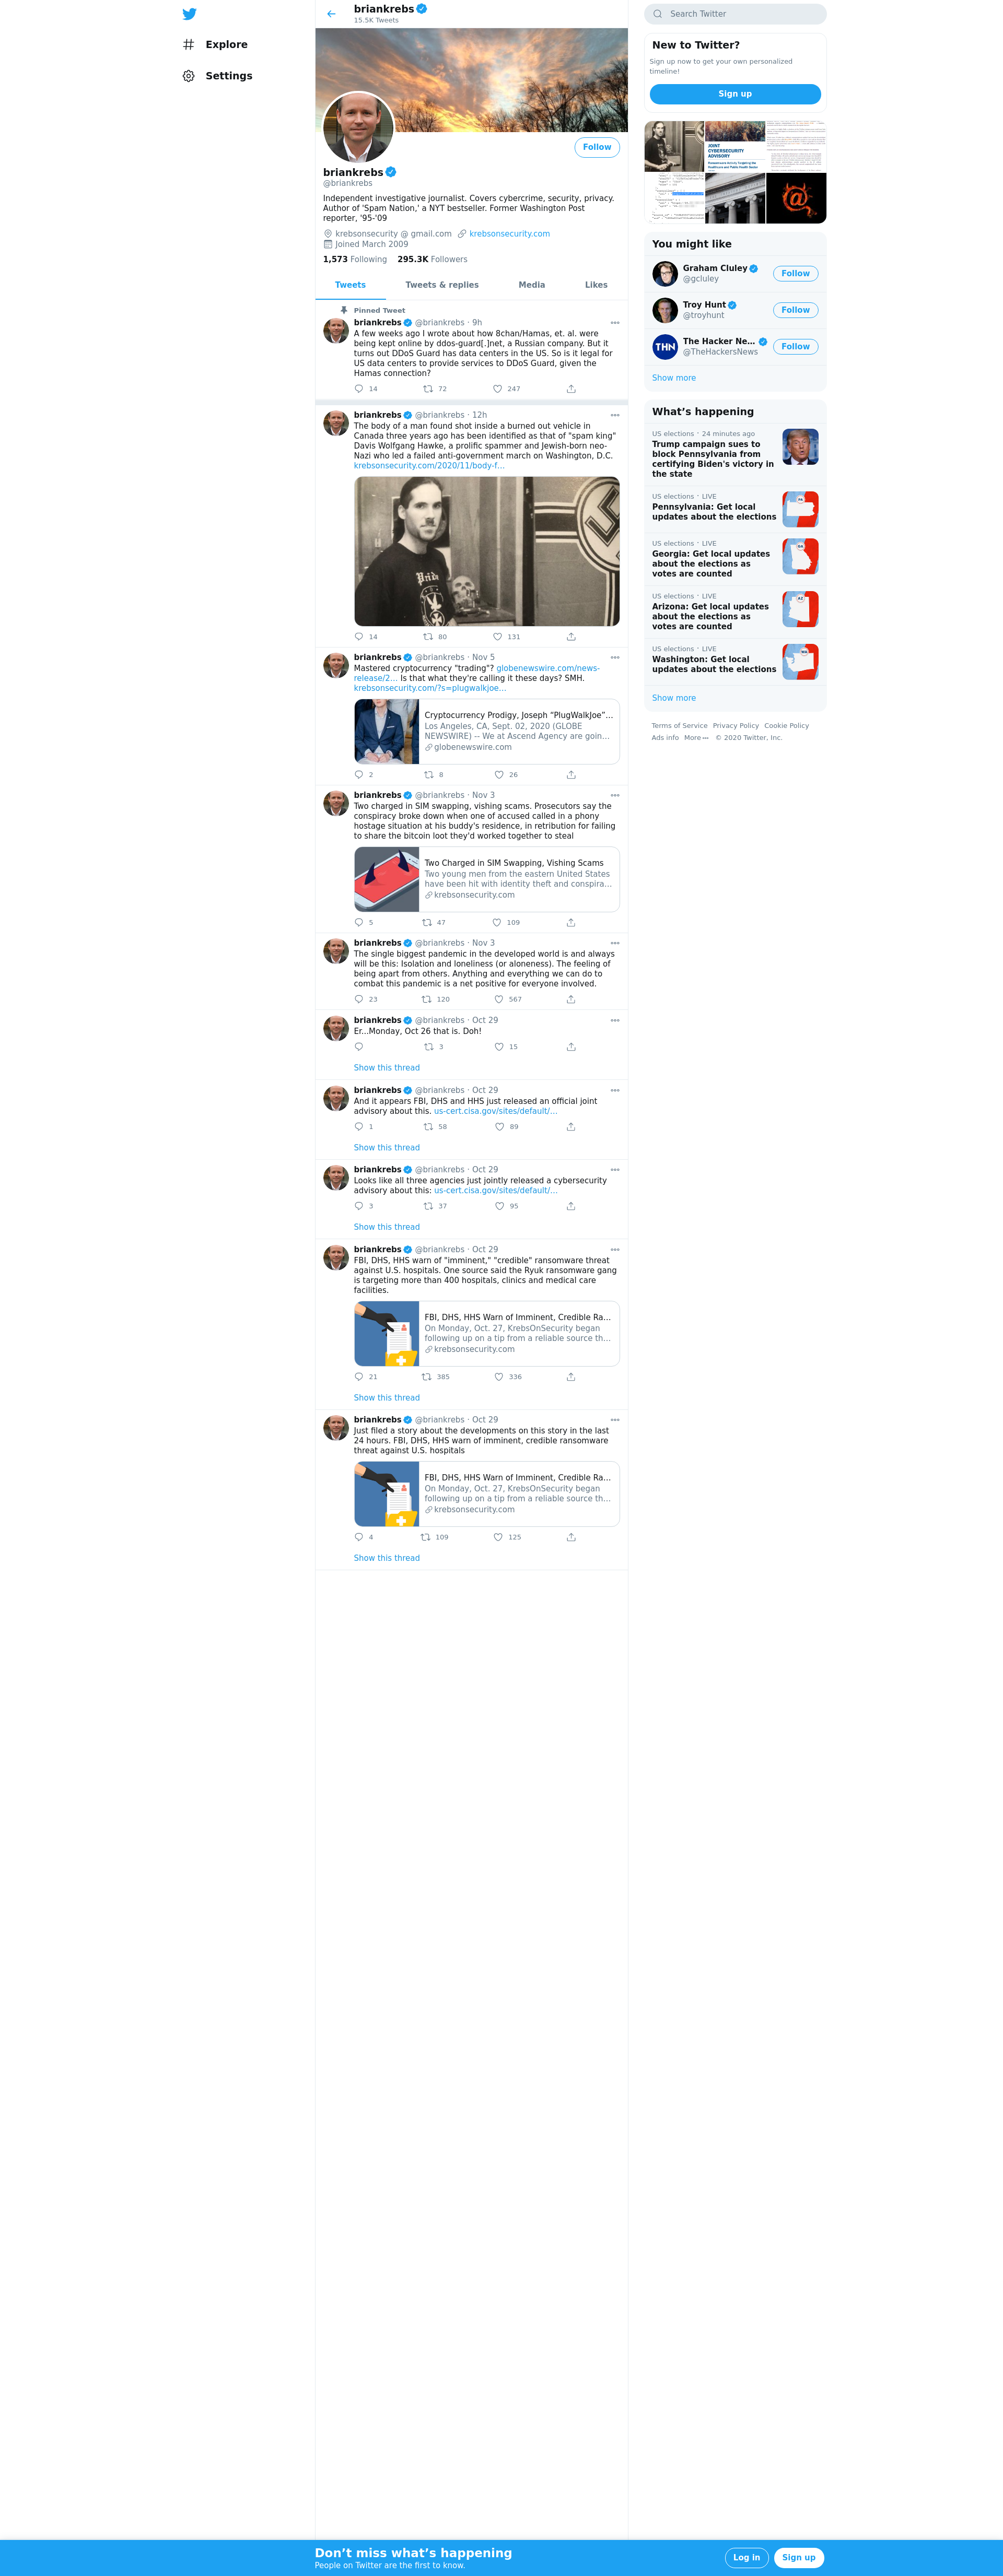 Explore
Settings
briankrebs
15.5K Tweets
Follow
briankrebs
@briankrebs
Independent investigative journalist. Covers cybercrime, security, privacy.
Author of 'Spam Nation,' a NYT bestseller. Former Washington Post
reporter, '95-'09
krebsonsecurity @ gmail.com krebsonsecurity.com
Joined March 2009
1,573 Following 295.3K Followers
Tweets Tweets & replies Media Likes
Pinned Tweet
briankrebs @briankrebs · 9h
A few weeks ago I wrote about how 8chan/Hamas, et. al. were
being kept online by ddos-guard[.]net, a Russian company. But it
turns out DDoS Guard has data centers in the US. So is it legal for
US data centers to provide services to DDoS Guard, given the
Hamas connection?
14 72 247
briankrebs @briankrebs · 12h
The body of a man found shot inside a burned out vehicle in
Canada three years ago has been identified as that of "spam king"
Davis Wolfgang Hawke, a prolific spammer and Jewish-born neo-
Nazi who led a failed anti-government march on Washington, D.C.
krebsonsecurity.com/2020/11/body-f…
Pride
14 80 131
briankrebs @briankrebs · Nov 5
Mastered cryptocurrency "trading"? globenewswire.com/news-
release/2… Is that what they're calling it these days? SMH.
krebsonsecurity.com/?s=plugwalkjoe…
Cryptocurrency Prodigy, Joseph “PlugWalkJoe”…
Los Angeles, CA, Sept. 02, 2020 (GLOBE
NEWSWIRE) -- We at Ascend Agency are goin…
globenewswire.com
2 8 26
briankrebs @briankrebs · Nov 3
Two charged in SIM swapping, vishing scams. Prosecutors say the
conspiracy broke down when one of accused called in a phony
hostage situation at his buddy's residence, in retribution for failing
to share the bitcoin loot they'd worked together to steal
Two Charged in SIM Swapping, Vishing Scams
Two young men from the eastern United States
have been hit with identity theft and conspira…
krebsonsecurity.com
5 47 109
briankrebs @briankrebs · Nov 3
The single biggest pandemic in the developed world is and always
will be this: Isolation and loneliness (or aloneness). The feeling of
being apart from others. Anything and everything we can do to
combat this pandemic is a net positive for everyone involved.
23 120 567
briankrebs @briankrebs · Oct 29
Er...Monday, Oct 26 that is. Doh!
3 15
Show this thread
briankrebs @briankrebs · Oct 29
And it appears FBI, DHS and HHS just released an official joint
advisory about this. us-cert.cisa.gov/sites/default/…
1 58 89
Show this thread
briankrebs @briankrebs · Oct 29
Looks like all three agencies just jointly released a cybersecurity
advisory about this: us-cert.cisa.gov/sites/default/…
3 37 95
Show this thread
briankrebs @briankrebs · Oct 29
FBI, DHS, HHS warn of "imminent," "credible" ransomware threat
against U.S. hospitals. One source said the Ryuk ransomware gang
is targeting more than 400 hospitals, clinics and medical care
facilities.
FBI, DHS, HHS Warn of Imminent, Credible Ra…
On Monday, Oct. 27, KrebsOnSecurity began
following up on a tip from a reliable source th…
krebsonsecurity.com
21 385 336
Show this thread
briankrebs @briankrebs · Oct 29
Just filed a story about the developments on this story in the last
24 hours. FBI, DHS, HHS warn of imminent, credible ransomware
threat against U.S. hospitals
FBI, DHS, HHS Warn of Imminent, Credible Ra…
On Monday, Oct. 27, KrebsOnSecurity began
following up on a tip from a reliable source th…
krebsonsecurity.com
4 109 125
Show this thread
Search Twitter
New to Twitter?
Sign up now to get your own personalized
timeline!
Sign up
JOINT
CYBERSECURITY
ADVISORY
You might like
Graham Cluley
@gcluley
Follow
Troy Hunt
@troyhunt
Follow
THN
The Hacker Ne…
@TheHackersNews
Follow
Show more
What’s happening
US elections · 24 minutes ago
Trump campaign sues to
block Pennsylvania from
certifying Biden's victory in
the state
US elections · LIVE
Pennsylvania: Get local
updates about the elections
US elections · LIVE
Georgia: Get local updates
about the elections as
votes are counted
US elections · LIVE
Arizona: Get local updates
about the elections as
votes are counted
US elections · LIVE
Washington: Get local
updates about the elections
Show more
Terms of Service Privacy Policy Cookie Policy
Ads info More © 2020 Twitter, Inc.
Don’t miss what’s happening
People on Twitter are the first to know.
Log in Sign up